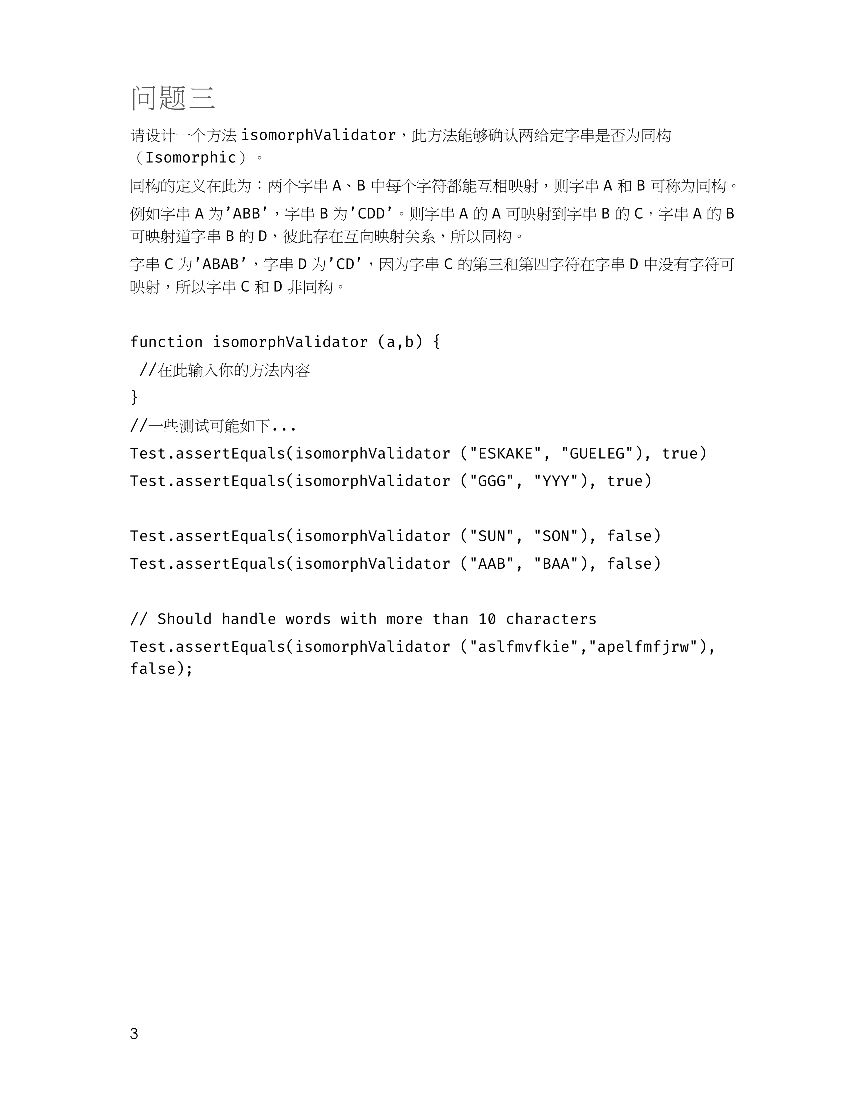 问题三
请设计一个方法 isomorphValidator，此方法能够确认两给定字串是否为同构
（Isomorphic）。
同构的定义在此为：两个字串 A、B 中每个字符都能互相映射，则字串 A 和 B 可称为同构。
例如字串 A 为’ABB’，字串 B 为’CDD’。则字串 A 的 A 可映射到字串 B 的 C，字串 A 的 B
可映射道字串 B 的 D，彼此存在互向映射关系，所以同构。
字串 C 为’ABAB’，字串 D 为’CD’，因为字串 C 的第三和第四字符在字串 D 中没有字符可
映射，所以字串 C 和 D 非同构。
function isomorphValidator (a,b) {
//在此输入你的方法内容
}
//一些测试可能如下...
Test.assertEquals(isomorphValidator ("ESKAKE", "GUELEG"), true)
Test.assertEquals(isomorphValidator ("GGG", "YYY"), true)
Test.assertEquals(isomorphValidator ("SUN", "SON"), false)
Test.assertEquals(isomorphValidator ("AAB", "BAA"), false)
// Should handle words with more than 10 characters
Test.assertEquals(isomorphValidator ("aslfmvfkie","apelfmfjrw"),
false);
3